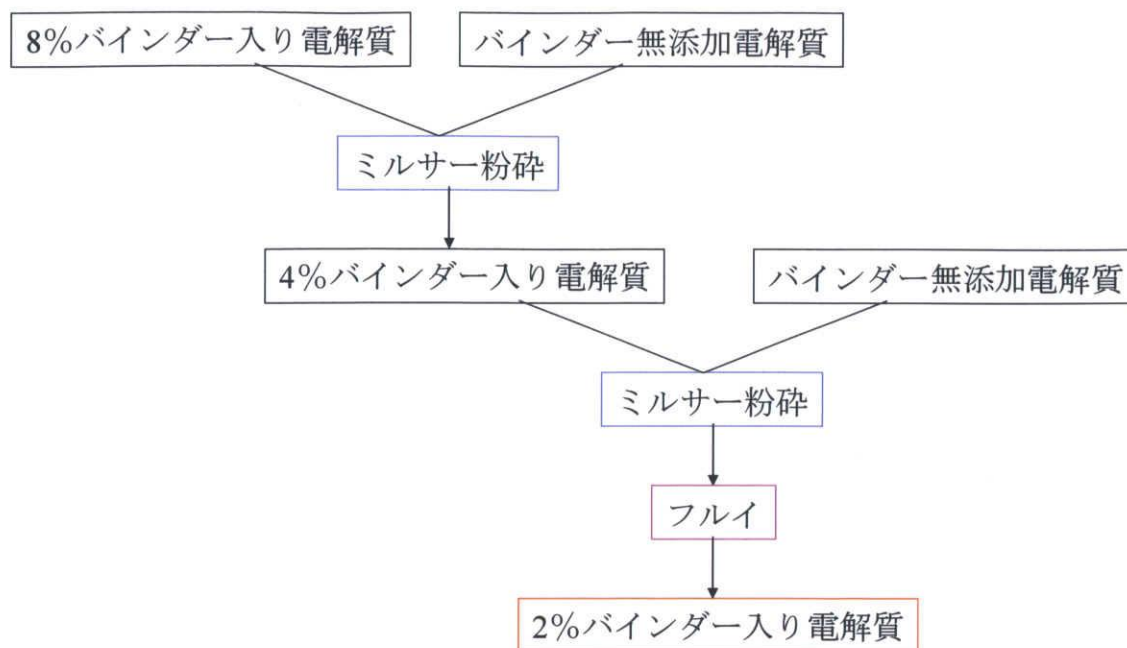 8%バインダー入り電解質
バインダー無添加電解質
ミルサー粉砕
4%バインダー入り電解質
バインダー無添加電解質
ミルサー粉砕
フルイ
2%バインダー入り電解質